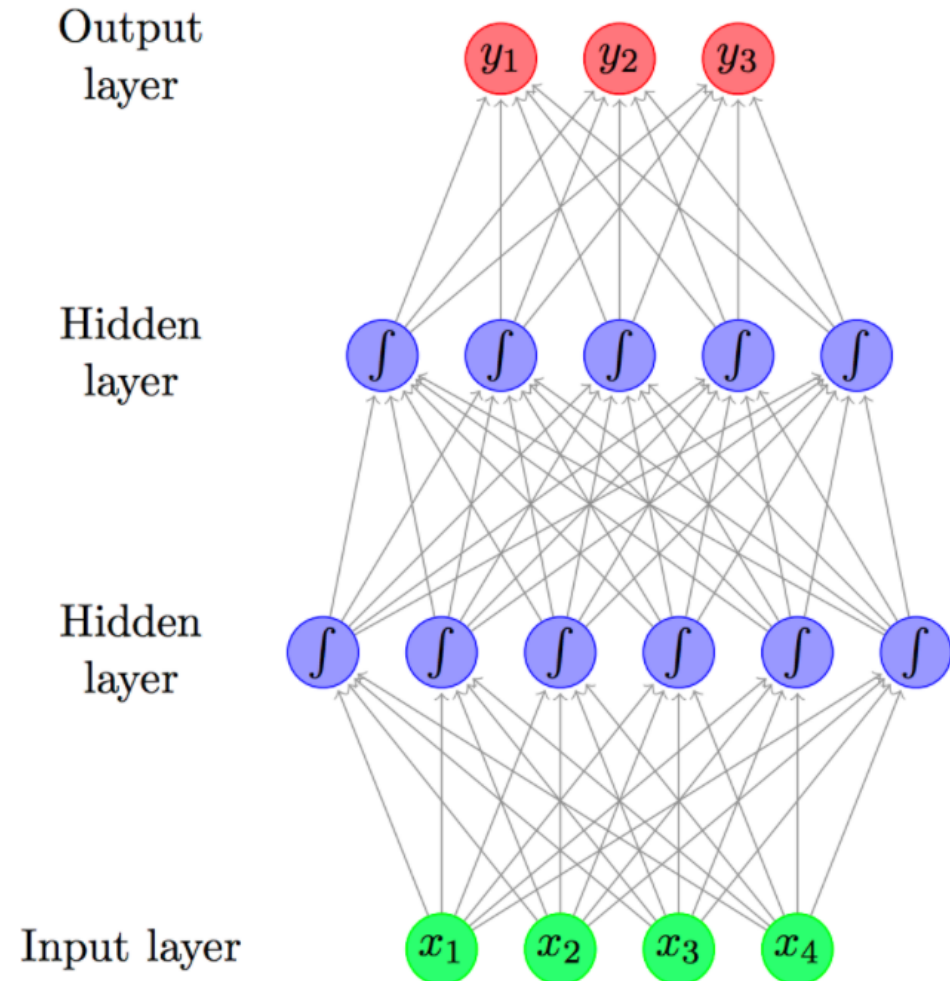 Output
layer
y₁ y₂ y₃
Hidden
layer
∫ ∫ ∫ ∫ ∫
Hidden
layer
∫ ∫ ∫ ∫ ∫ ∫
Input layer
x₁ x₂ x₃ x₄